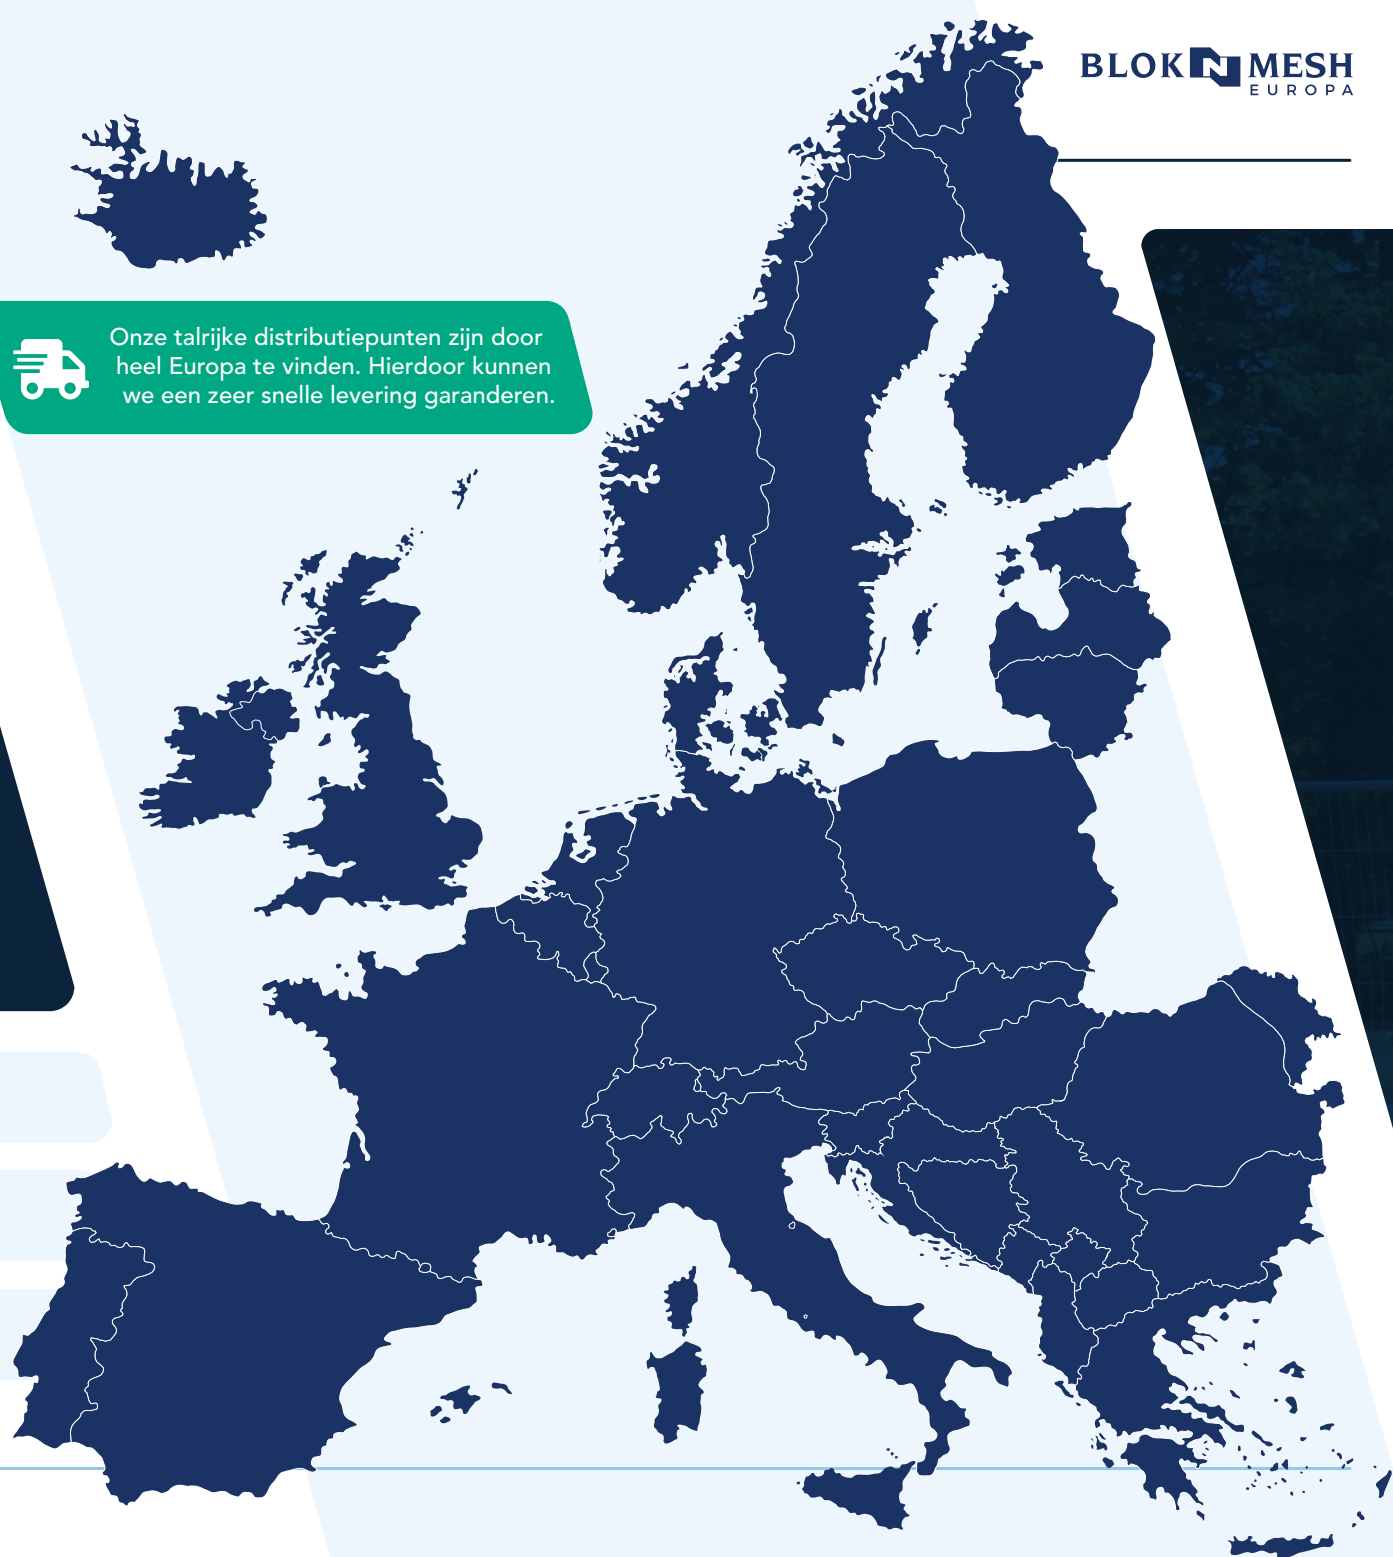 BLOK N MESH
EUROPA
Onze talrijke distributiepunten zijn door
heel Europa te vinden. Hierdoor kunnen
we een zeer snelle levering garanderen.